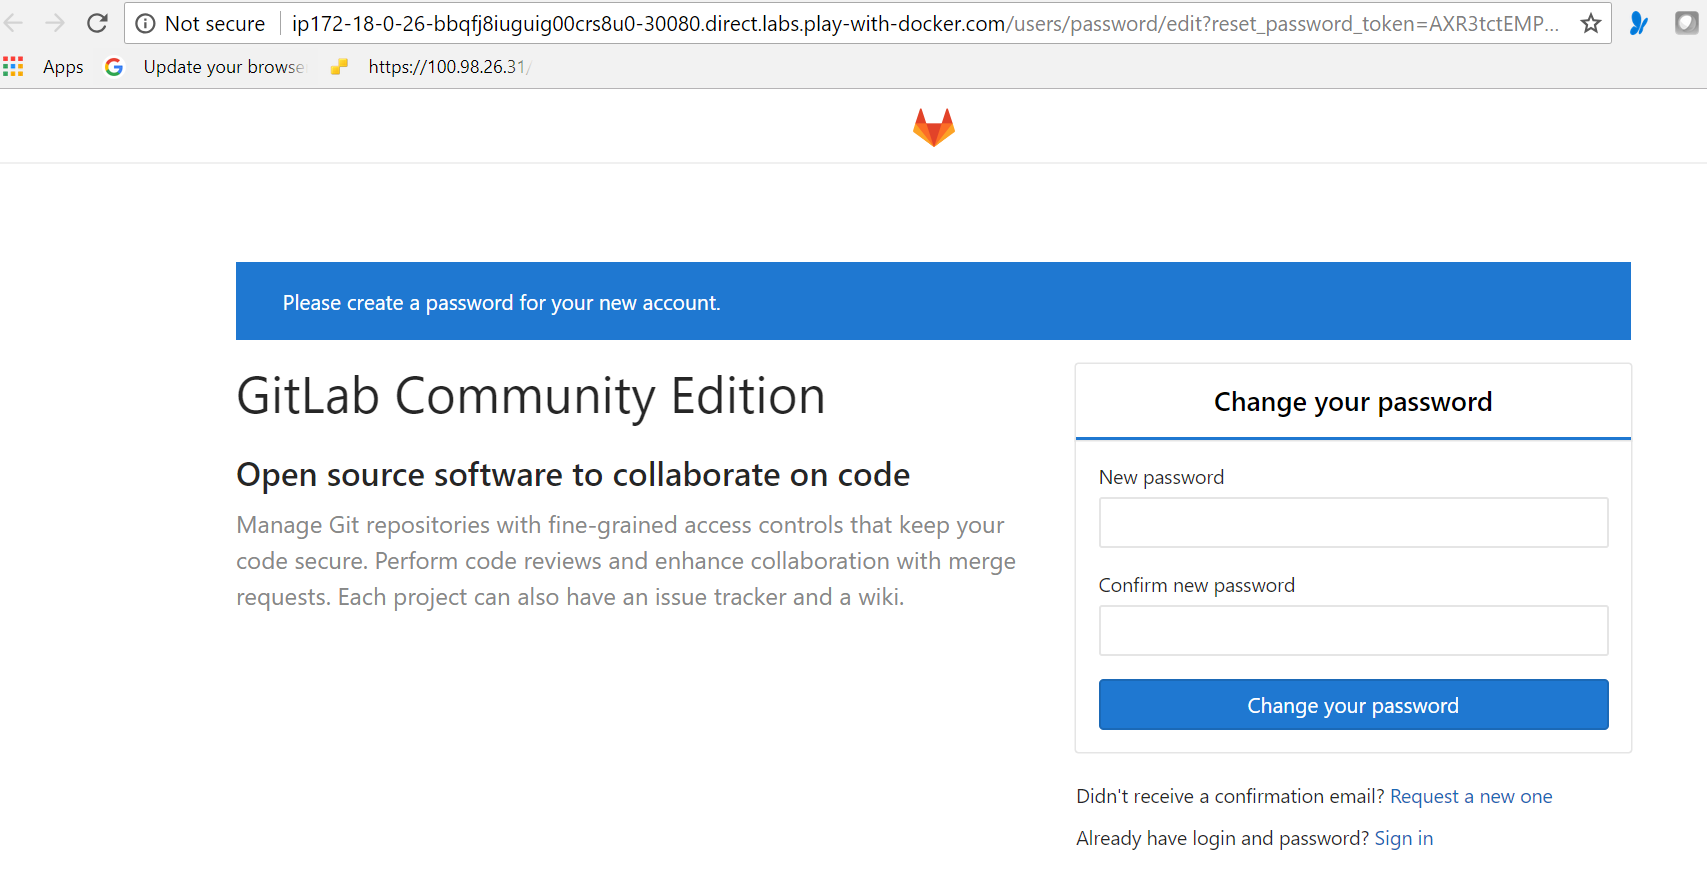 Not secure ip172-18-0-26-bbqfj8iuguig00crs8u0-30080.direct.labs.play-with-docker.com/users/password/edit?reset_password_token=AXR3tctEMP...
Apps Update your browse https://100.98.26.31/
Please create a password for your new account.
GitLab Community Edition
Open source software to collaborate on code
Manage Git repositories with fine-grained access controls that keep your
code secure. Perform code reviews and enhance collaboration with merge
requests. Each project can also have an issue tracker and a wiki.
Change your password
New password
Confirm new password
Change your password
Didn't receive a confirmation email? Request a new one
Already have login and password? Sign in